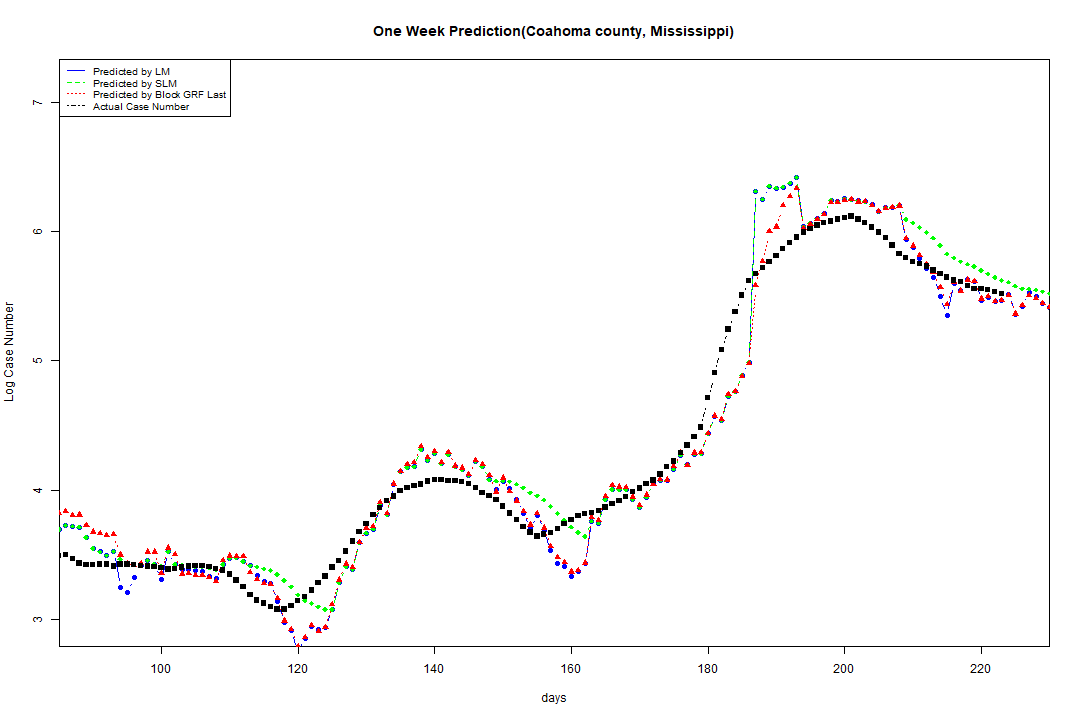 One Week Prediction(Coahoma county, Mississippi)
Predicted by LM
Predicted by SLM
Predicted by Block GRF Last
Actual Case Number
Log Case Number
7
6
5
4
3
100 120 140 160 180 200 220
days